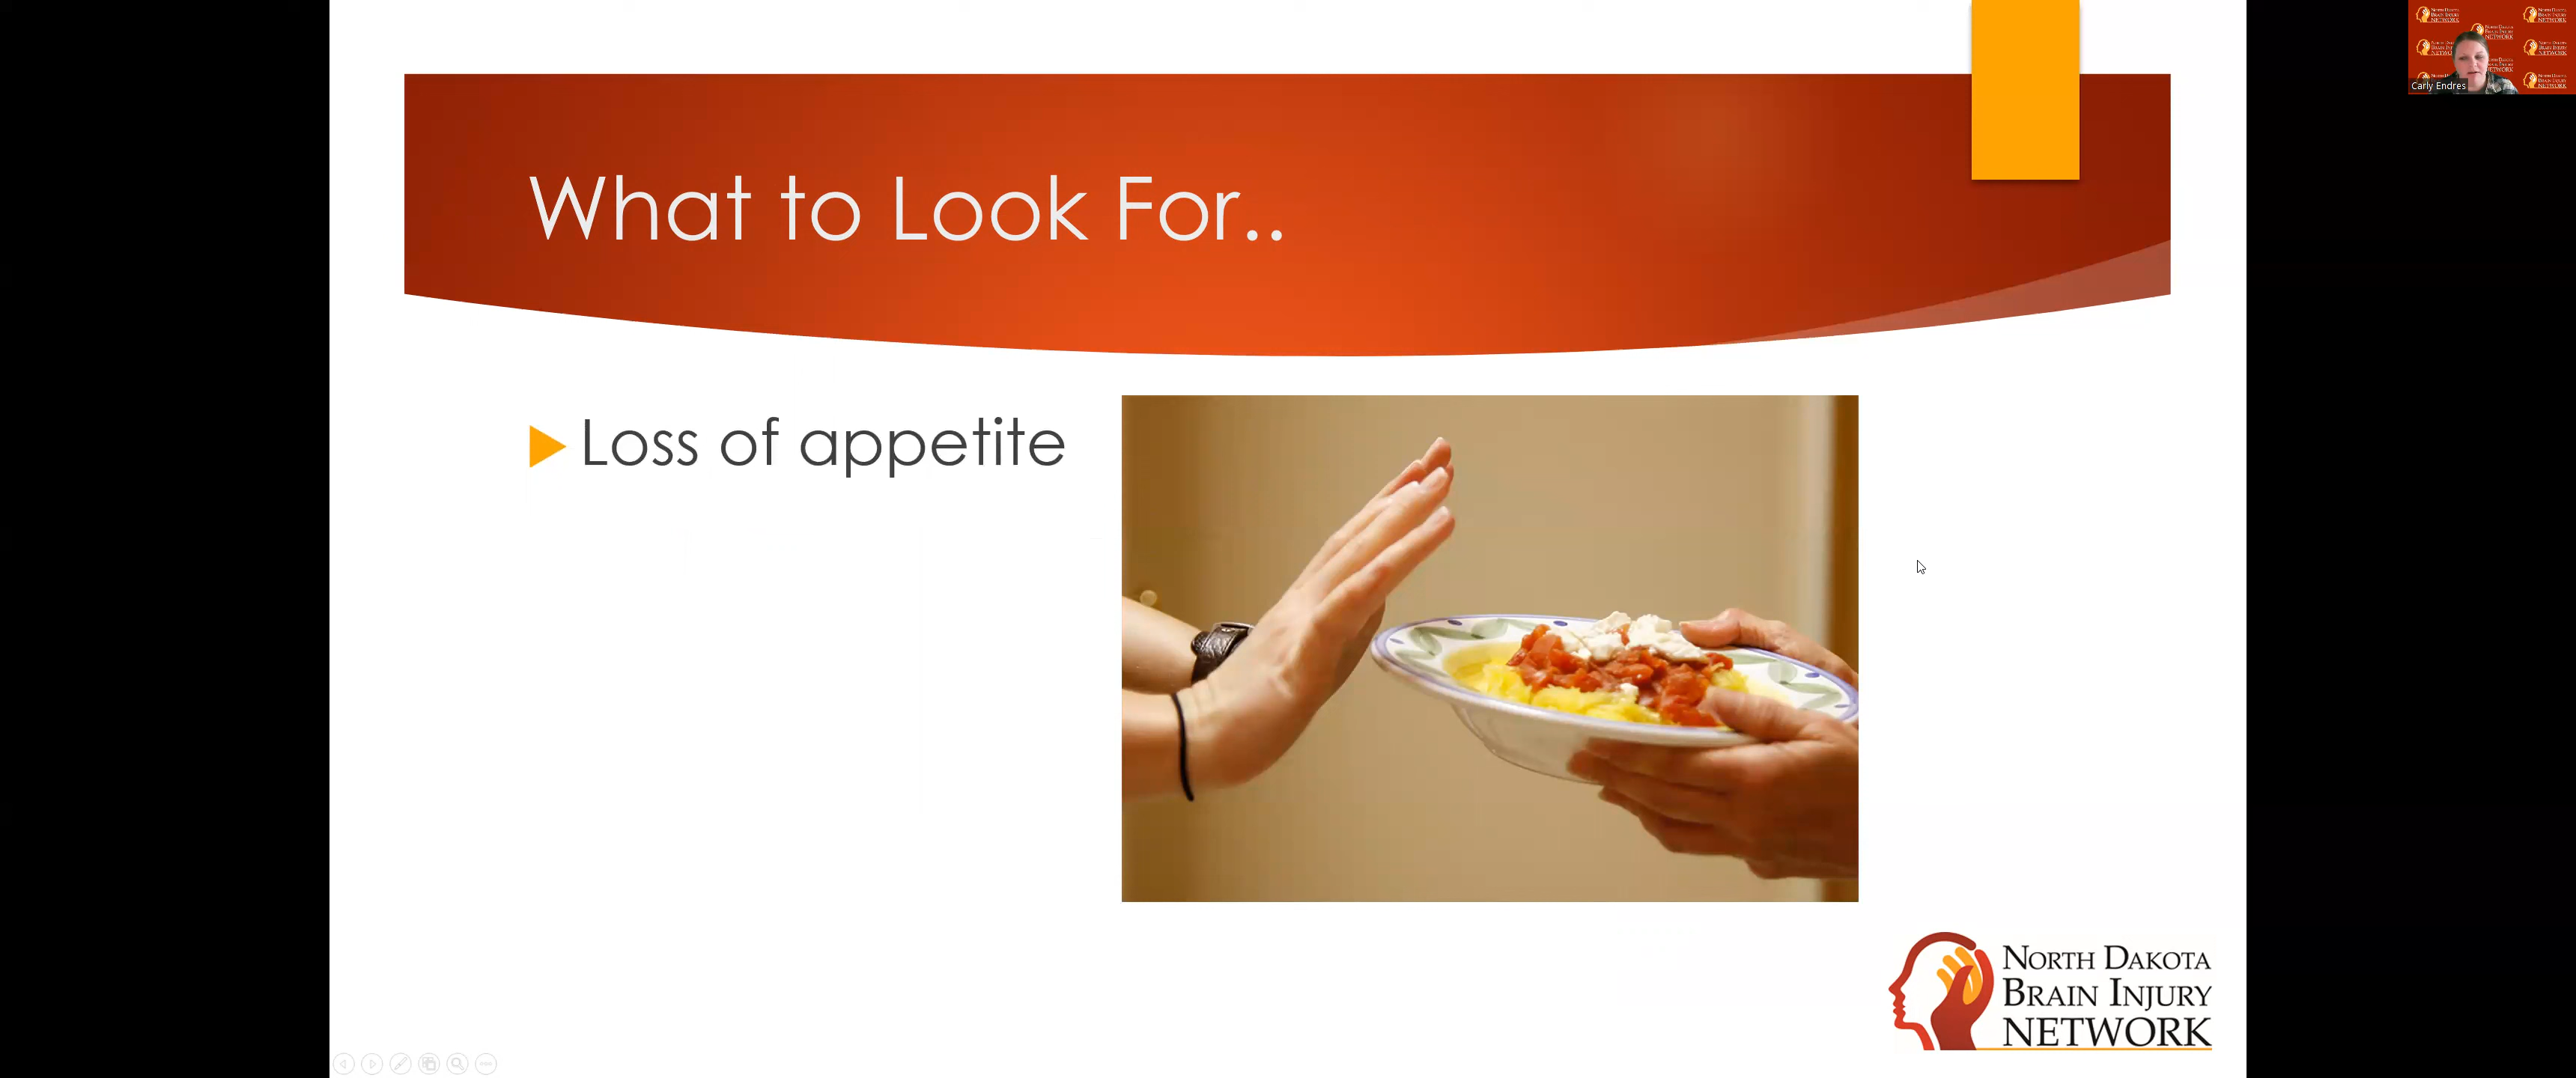 What to Look For..
Loss of appetite
Carly Endres
NORTH DAKOTA
BRAIN INJURY
NETWORK